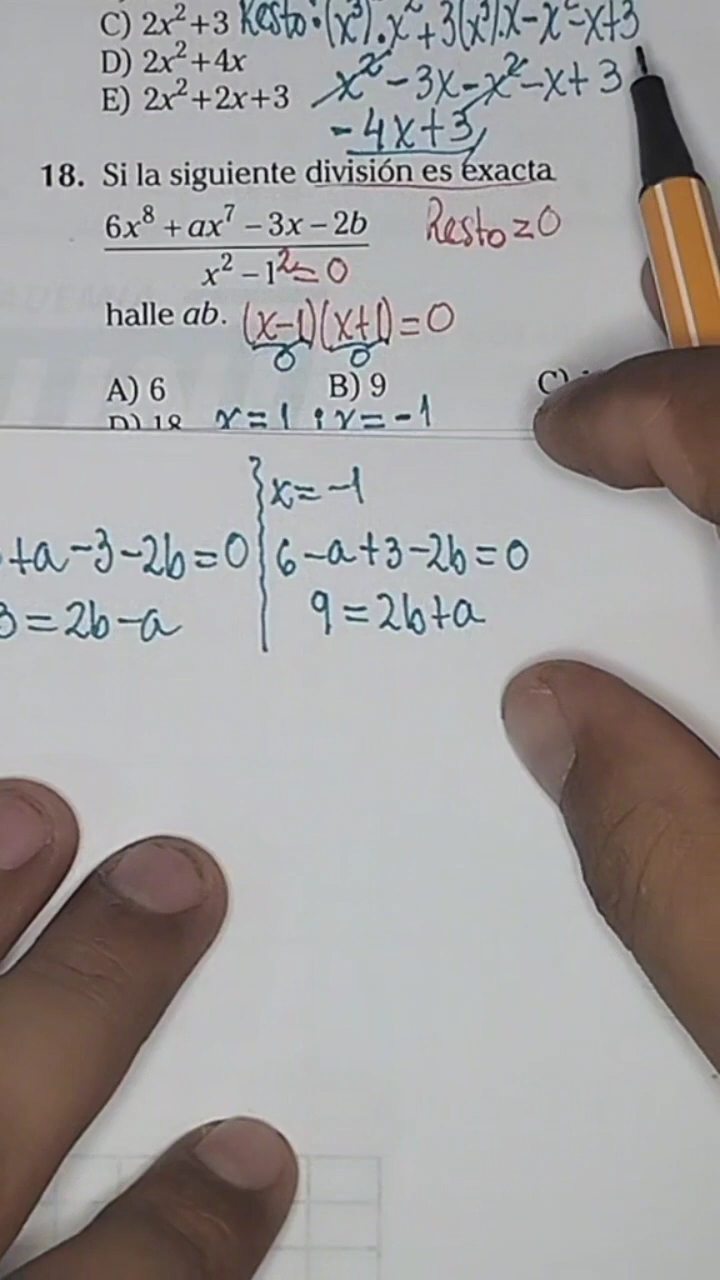 C) 2x²+3 Resto: (x³).x²+3(x³).x-x²-x+3
D) 2x²+4x
x²-3x-x²-x+3
E) 2x²+2x+3
-4x+3
18. Si la siguiente división es exacta
6x⁸ + ax⁷ − 3x − 2b
Resto=0
x² − 1²=0
halle ab. (x-1)(x+1)=0
0 0
A) 6 B) 9 C)
D) 18 x=1 ; x=-1
x=-1
+a-3-2b=0 6-a+3-2b=0
3=2b-a 9=2b+a